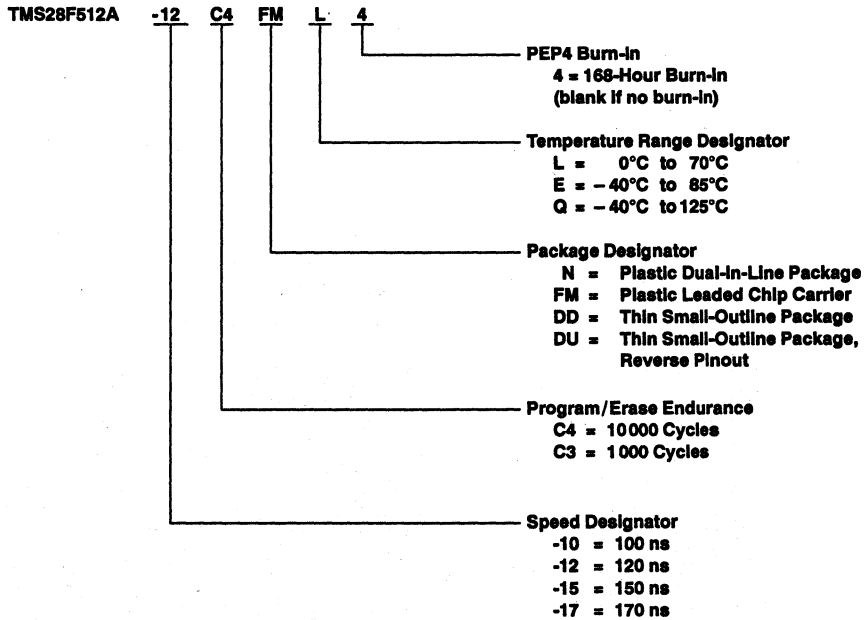 TMS28F512A -12 C4 FM L 4
PEP4 Burn-In
4 = 168-Hour Burn-In
(blank if no burn-in)
Temperature Range Designator
L = 0°C to 70°C
E = – 40°C to 85°C
Q = – 40°C to 125°C
Package Designator
N = Plastic Dual-In-Line Package
FM = Plastic Leaded Chip Carrier
DD = Thin Small-Outline Package
DU = Thin Small-Outline Package,
Reverse Pinout
Program/Erase Endurance
C4 = 10000 Cycles
C3 = 1000 Cycles
Speed Designator
-10 = 100 ns
-12 = 120 ns
-15 = 150 ns
-17 = 170 ns